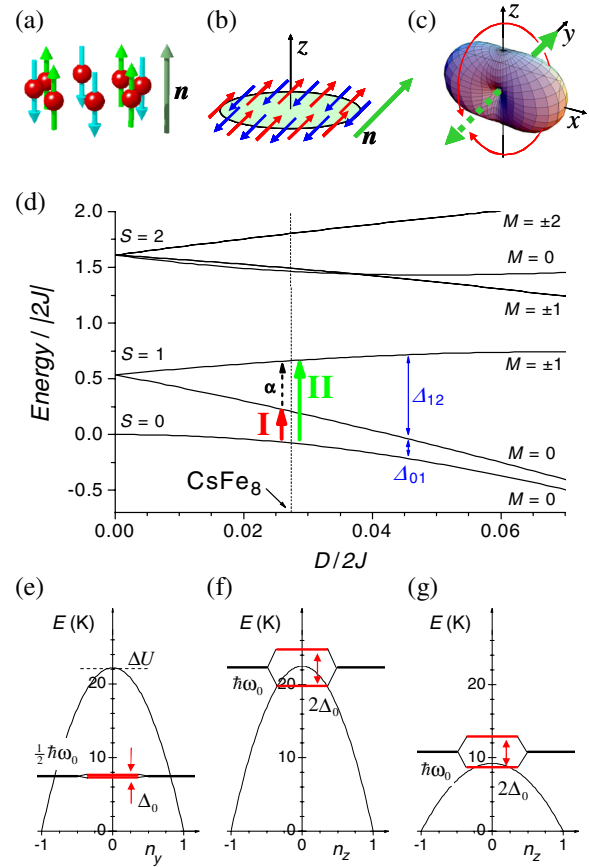 (a)
n
(b)
z
n
(c)
z
y
x
(d)
Energy / |2J|
2.0
1.5
1.0
0.5
0.0
-0.5
S = 2
S = 1
S = 0
M = ±2
M = 0
M = ±1
M = ±1
M = 0
M = 0
α
I
II
Δ12
Δ01
CsFe8
0.00
0.02
0.04
0.06
D / 2J
(e)
E (K)
ΔU
20
½ħω0
10
Δ0
0
-1
0
1
ny
(f)
E (K)
20
ħω0
2Δ0
10
0
-1
0
1
nz
(g)
E (K)
20
10
ħω0
2Δ0
0
-1
0
1
nz